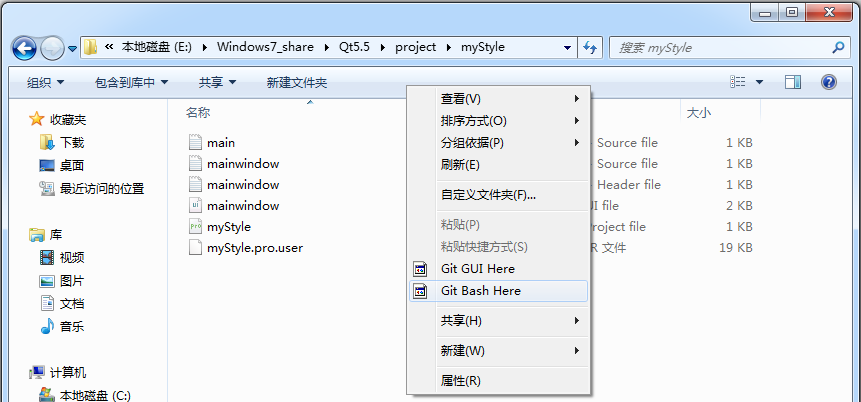 « 本地磁盘 (E:) Windows7_share Qt5.5 project myStyle
搜索 myStyle
组织 包含到库中 共享 新建文件夹
名称 大小
收藏夹
下载
桌面
最近访问的位置
库
视频
图片
文档
音乐
计算机
本地磁盘 (C:)
main Source file 1 KB
mainwindow Source file 1 KB
mainwindow Header file 1 KB
mainwindow UI file 2 KB
myStyle roject file 1 KB
myStyle.pro.user R 文件 19 KB
查看(V)
排序方式(O)
分组依据(P)
刷新(E)
自定义文件夹(F)...
粘贴(P)
粘贴快捷方式(S)
Git GUI Here
Git Bash Here
共享(H)
新建(W)
属性(R)